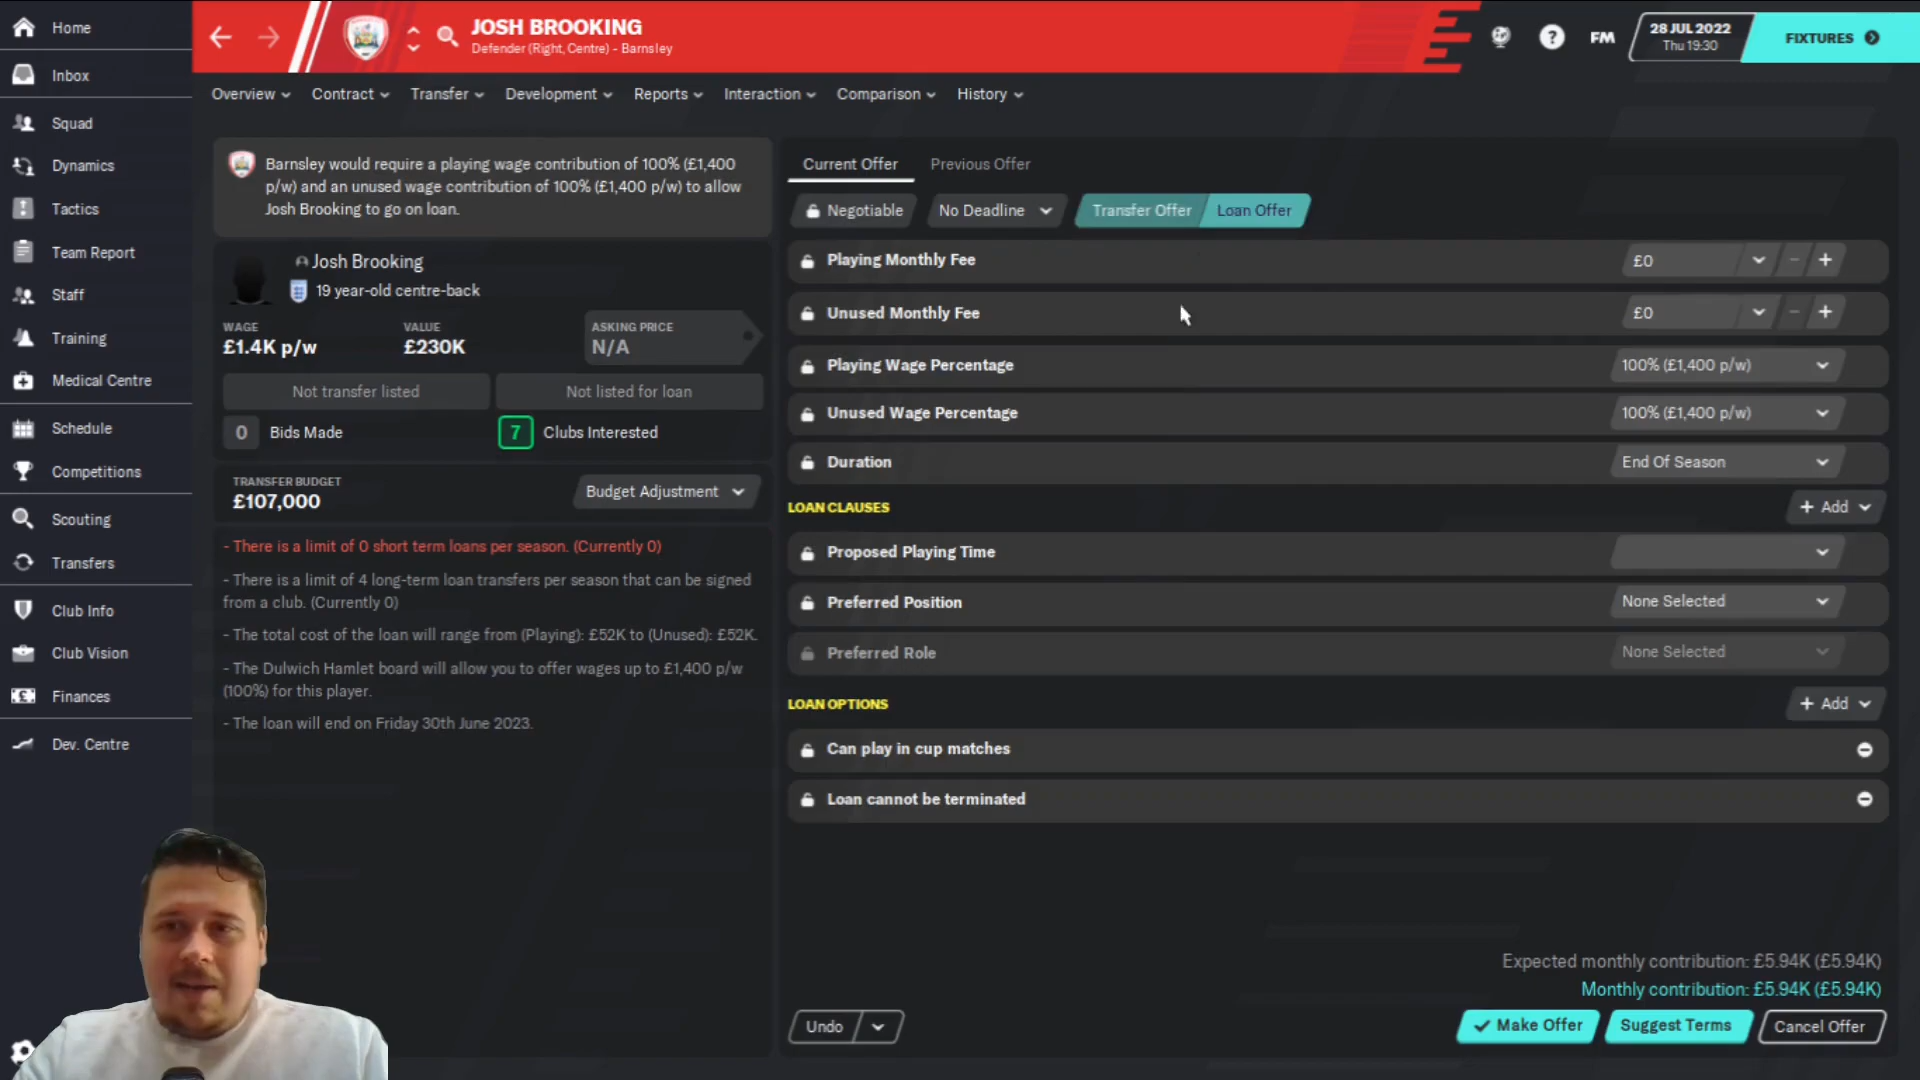 Home
JOSH BROOKING
Defender (Right, Centre) - Barnsley
FM
28 JUL 2022
Thu 19:30
FIXTURES
Inbox
Squad
Dynamics
Tactics
Team Report
Staff
Training
Medical Centre
Schedule
Competitions
Scouting
Transfers
Club Info
Club Vision
Finances
Dev. Centre
Overview
Contract
Transfer
Development
Reports
Interaction
Comparison
History
Barnsley would require a playing wage contribution of 100% (£1,400
p/w) and an unused wage contribution of 100% (£1,400 p/w) to allow
Josh Brooking to go on loan.
Josh Brooking
19 year-old centre-back
WAGE
£1.4K p/w
VALUE
£230K
ASKING PRICE
N/A
Not transfer listed
Not listed for loan
0 Bids Made
7 Clubs Interested
TRANSFER BUDGET
£107,000
Budget Adjustment
- There is a limit of 0 short term loans per season. (Currently 0)
- There is a limit of 4 long-term loan transfers per season that can be signed
from a club. (Currently 0)
- The total cost of the loan will range from (Playing): £52K to (Unused): £52K.
- The Dulwich Hamlet board will allow you to offer wages up to £1,400 p/w
(100%) for this player.
- The loan will end on Friday 30th June 2023.
Current Offer
Previous Offer
Negotiable
No Deadline
Transfer Offer
Loan Offer
Playing Monthly Fee £0
Unused Monthly Fee £0
Playing Wage Percentage 100% (£1,400 p/w)
Unused Wage Percentage 100% (£1,400 p/w)
Duration End Of Season
LOAN CLAUSES + Add
Proposed Playing Time
Preferred Position None Selected
Preferred Role None Selected
LOAN OPTIONS + Add
Can play in cup matches
Loan cannot be terminated
Expected monthly contribution: £5.94K (£5.94K)
Monthly contribution: £5.94K (£5.94K)
Undo
Make Offer
Suggest Terms
Cancel Offer